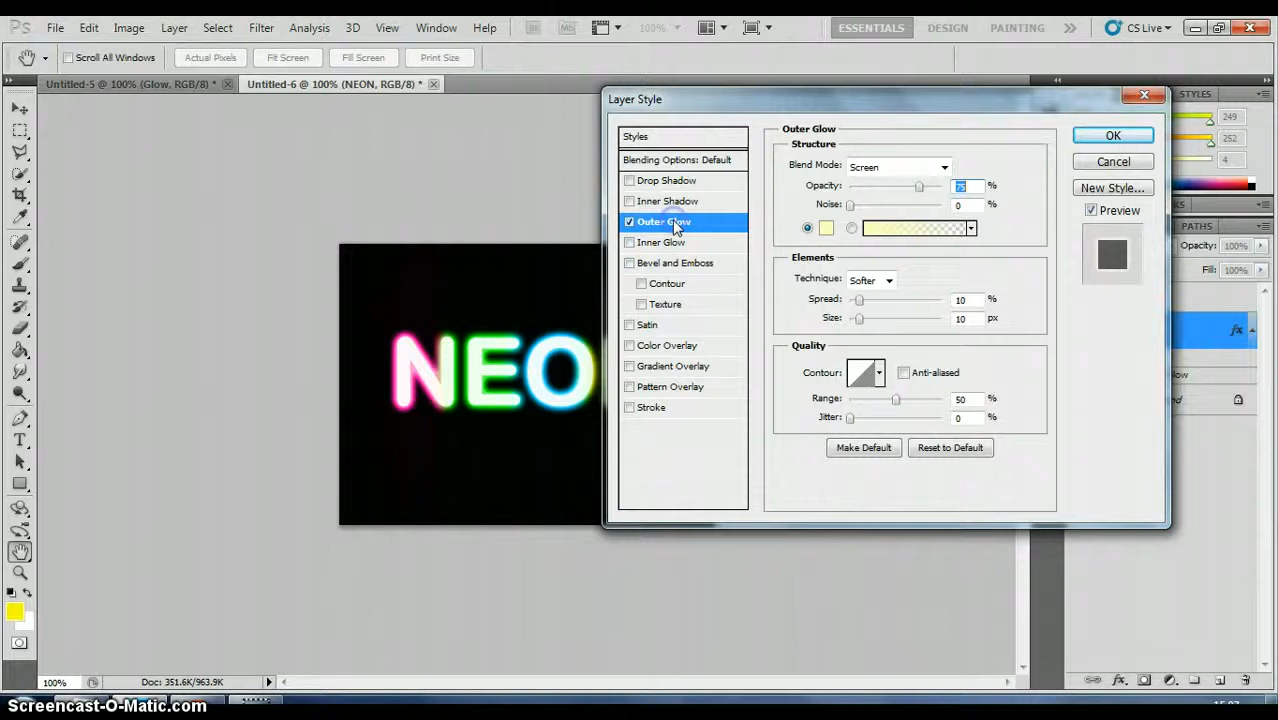 PS File Edit Image Layer Select Filter Analysis 3D View Window Help Br Mb 100% ESSENTIALS DESIGN PAINTING CS Live
Scroll All Windows Actual Pixels Fit Screen Fill Screen Print Size
Untitled-5 @ 100% (Glow, RGB/8) * Untitled-6 @ 100% (NEON, RGB/8) *
Layer Style
STYLES
249
252
4
Styles
Blending Options: Default
Drop Shadow
Inner Shadow
Outer Glow
Inner Glow
Bevel and Emboss
Contour
Texture
Satin
Color Overlay
Gradient Overlay
Pattern Overlay
Stroke
Outer Glow
Structure
Blend Mode: Screen
Opacity: 75 %
Noise: 0 %
Elements
Technique: Softer
Spread: 10 %
Size: 10 px
Quality
Contour: Anti-aliased
Range: 50 %
Jitter: 0 %
Make Default Reset to Default
OK
Cancel
New Style...
Preview
PATHS
Opacity: 100%
Fill: 100%
fx
NEON
T
100% Doc: 351.6K/963.9K
fx
Screencast-O-Matic.com